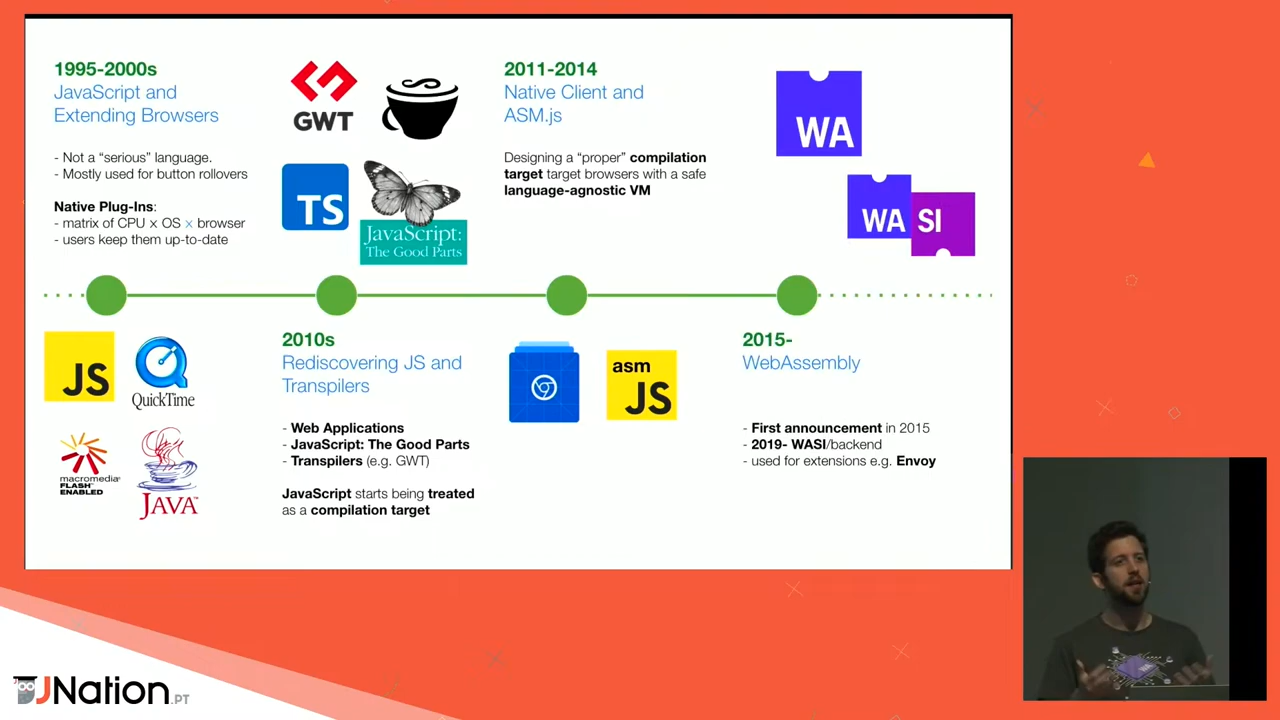 1995-2000s
JavaScript and
Extending Browsers
- Not a “serious” language.
- Mostly used for button rollovers
Native Plug-Ins:
- matrix of CPU × OS × browser
- users keep them up-to-date
GWT
TS
JavaScript:
The Good Parts
2011-2014
Native Client and
ASM.js
Designing a “proper” compilation
target target browsers with a safe
language-agnostic VM
WA
WA SI
JS
QuickTime
macromedia
FLASH
ENABLED
JAVA
2010s
Rediscovering JS and
Transpilers
- Web Applications
- JavaScript: The Good Parts
- Transpilers (e.g. GWT)
JavaScript starts being treated
as a compilation target
asm
JS
2015-
WebAssembly
- First announcement in 2015
- 2019- WASI/backend
- used for extensions e.g. Envoy
JNation.PT